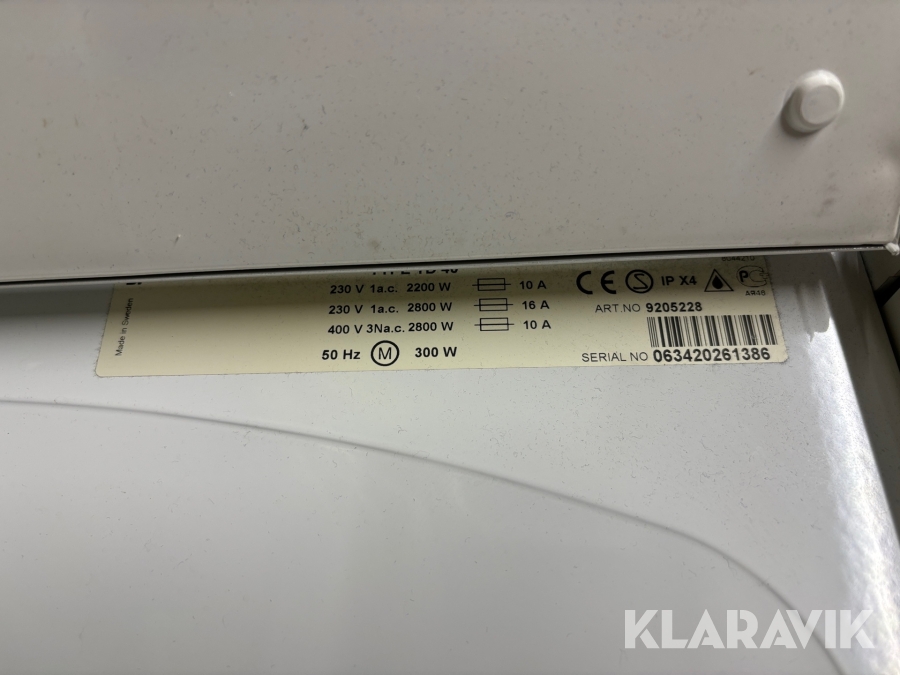 230 V 1a.c. 2200 W 10 A
230 V 1a.c. 2800 W 16 A
400 V 3Na.c. 2800 W 10 A
50 Hz M 300 W
CE S IP X4 P
ART.NO 9205228
SERIAL NO 063420261386
Made in Sweden
KLARAVIK